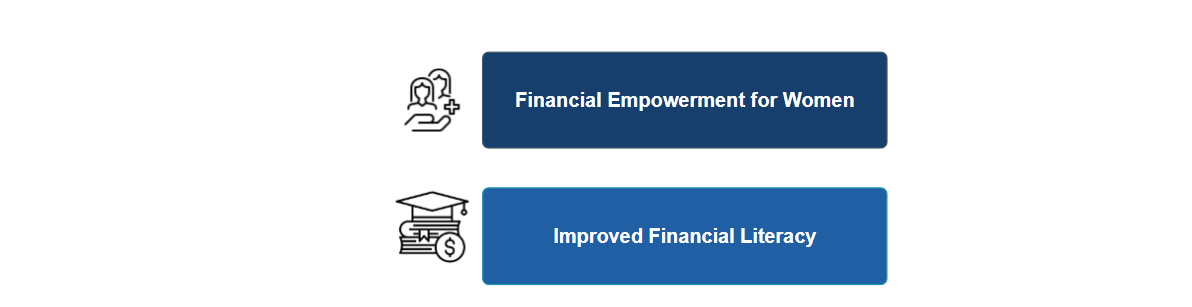 Financial Empowerment for Women
$
Improved Financial Literacy